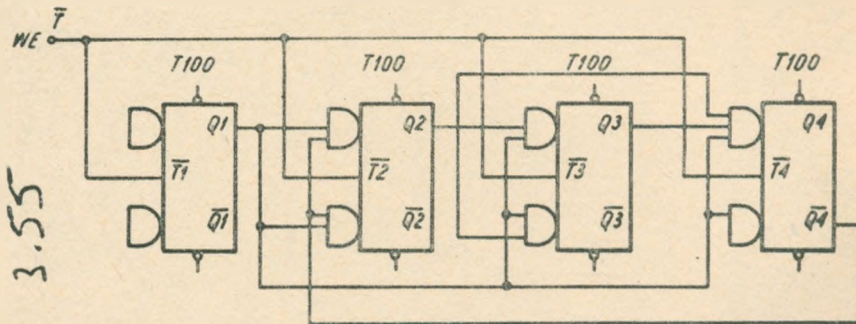 T̅
WE
T100 T100 T100 T100
Q1 Q2 Q3 Q4
T̅1̅ T̅2̅ T̅3̅ T̅4̅
Q̅1̅ Q̅2̅ Q̅3̅ Q̅4̅
3.55